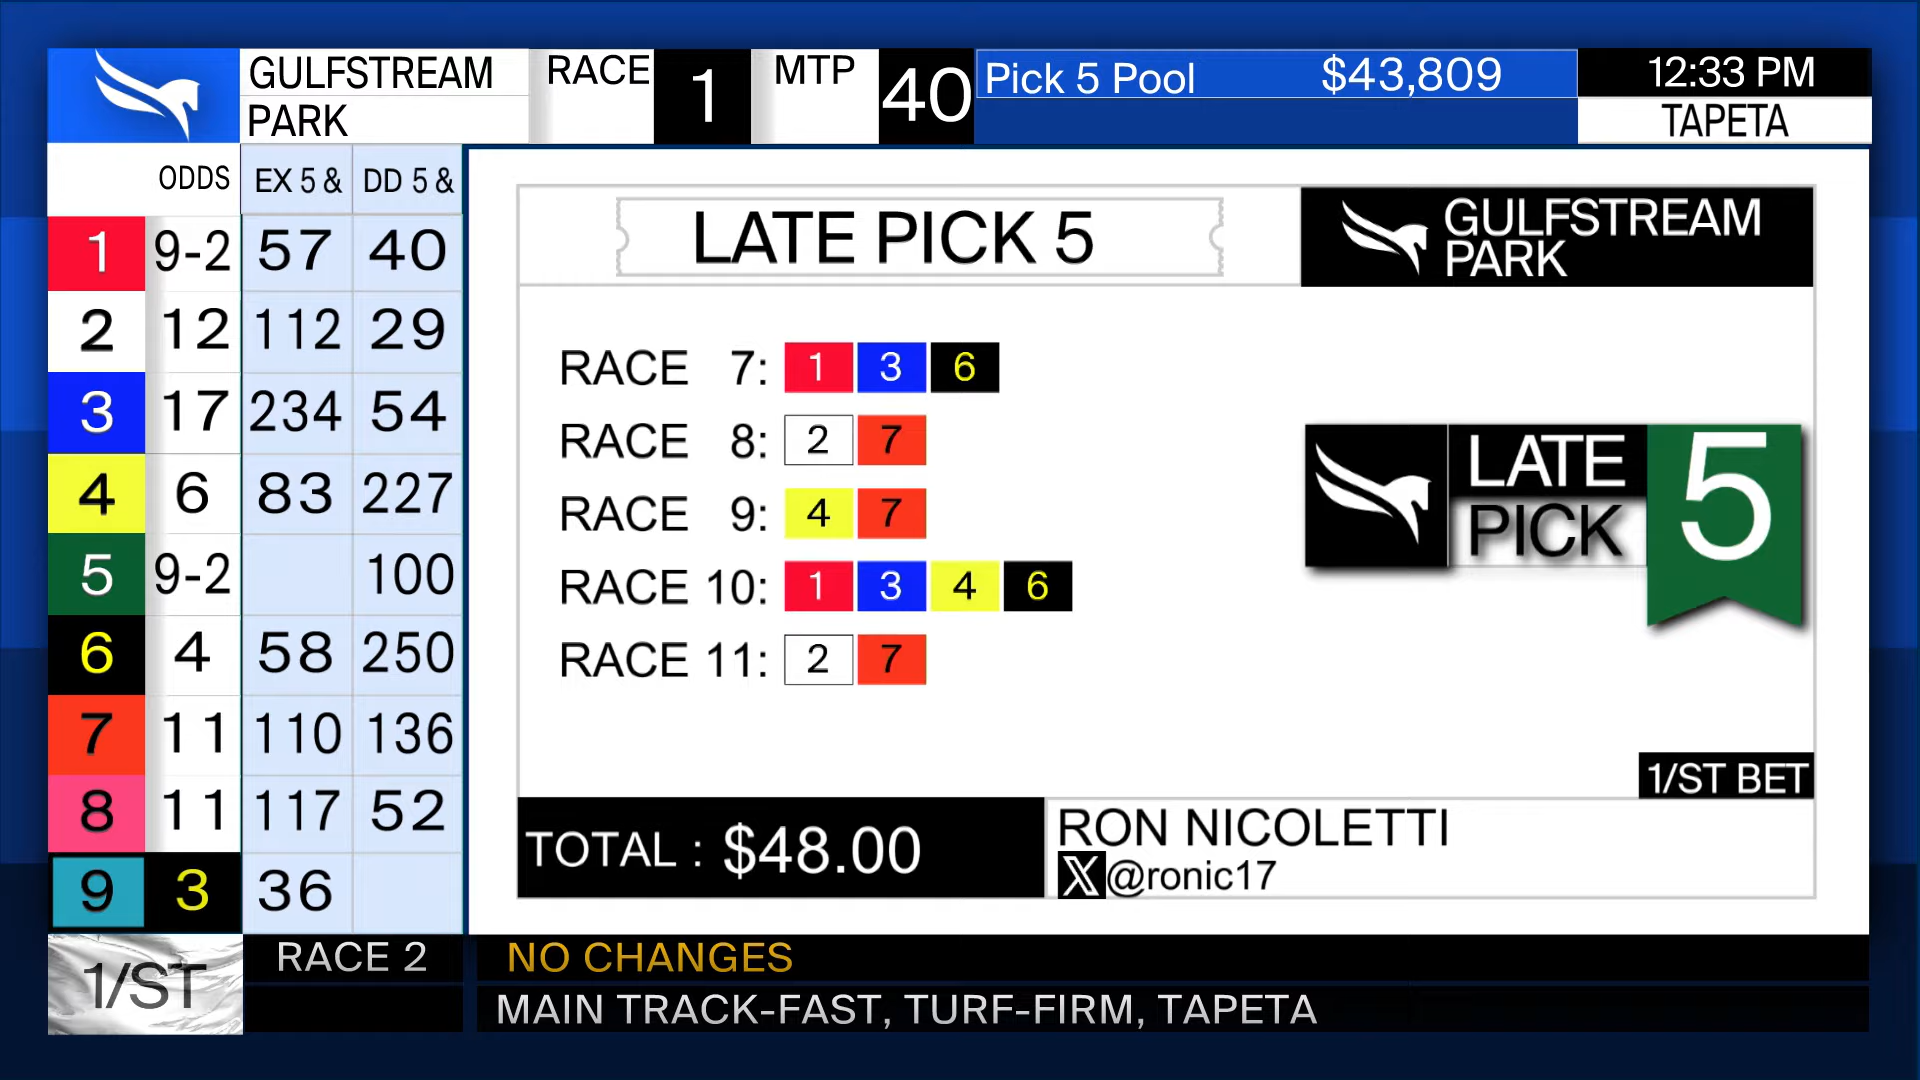 GULFSTREAM PARK RACE 1 MTP 40 Pick 5 Pool $43,809 12:33 PM
TAPETA
ODDS EX 5 & DD 5 &
1 9-2 57 40
2 12 112 29
3 17 234 54
4 6 83 227
5 9-2 100
6 4 58 250
7 11 110 136
8 11 117 52
9 3 36
LATE PICK 5
GULFSTREAM
PARK
RACE 7: 1 3 6
RACE 8: 2 7
RACE 9: 4 7
RACE 10: 1 3 4 6
RACE 11: 2 7
LATE
PICK
5
1/ST BET
TOTAL : $48.00
RON NICOLETTI
X @ronic17
1/ST
RACE 2 NO CHANGES
MAIN TRACK-FAST, TURF-FIRM, TAPETA